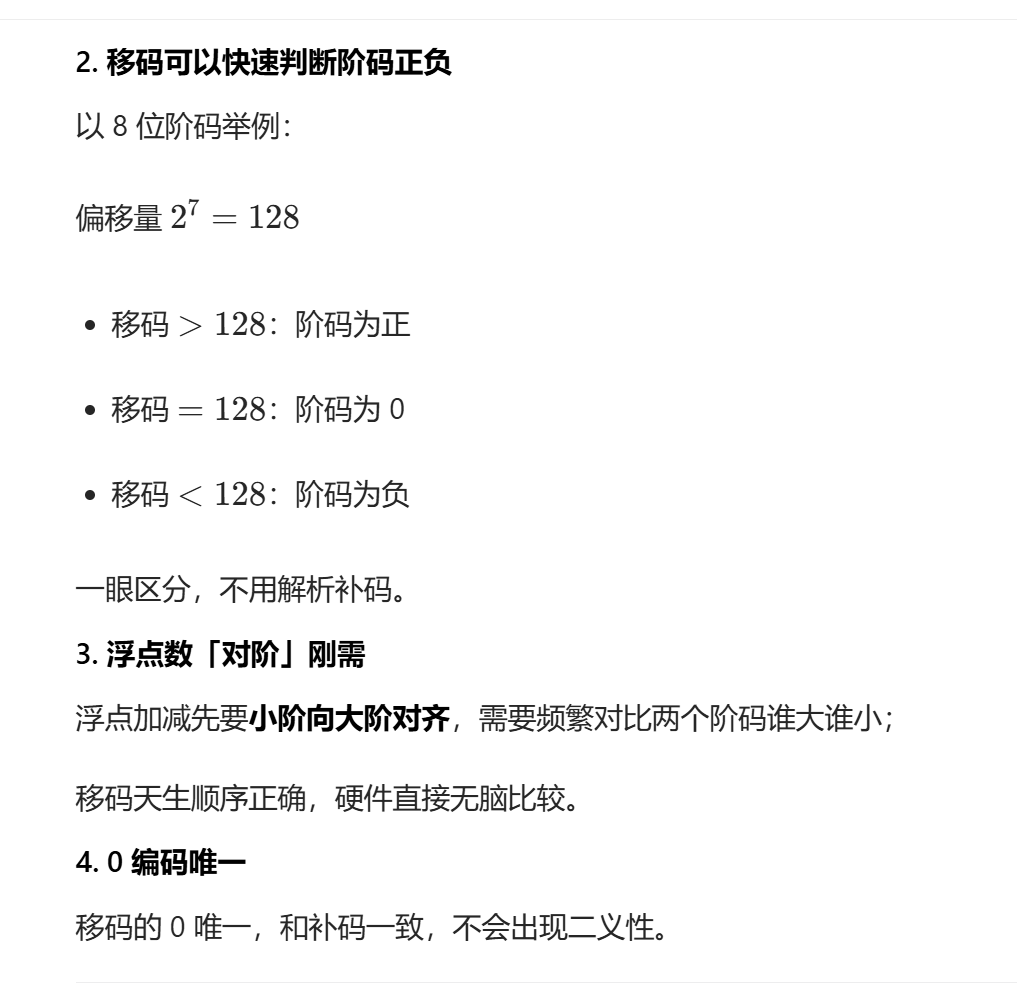 2. 移码可以快速判断阶码正负
以 8 位阶码举例：
偏移量 2⁷ = 128
• 移码 > 128：阶码为正
• 移码 = 128：阶码为 0
• 移码 < 128：阶码为负
一眼区分，不用解析补码。
3. 浮点数「对阶」刚需
浮点加减先要小阶向大阶对齐，需要频繁对比两个阶码谁大谁小；
移码天生顺序正确，硬件直接无脑比较。
4. 0 编码唯一
移码的 0 唯一，和补码一致，不会出现二义性。